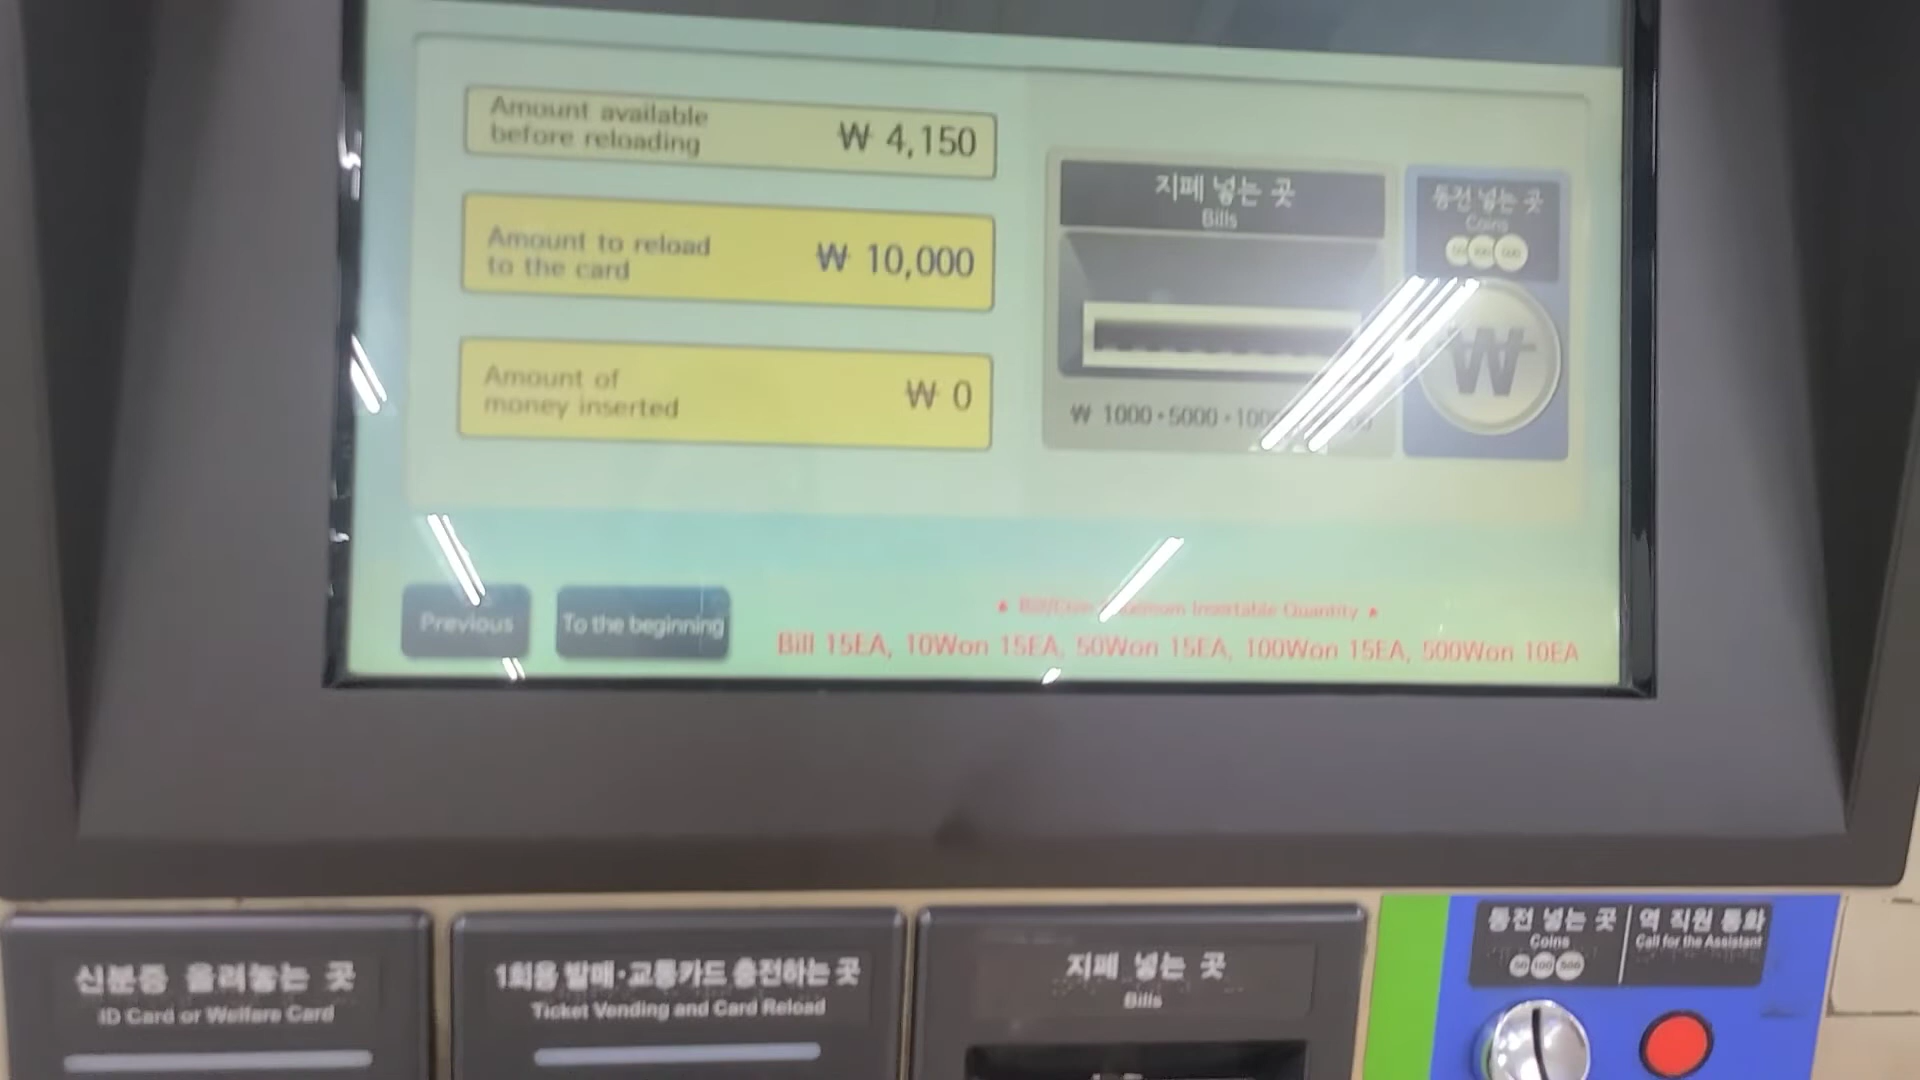 Amount available
before reloading
₩ 4,150
Amount to reload
to the card
₩ 10,000
Amount of
money inserted
₩ 0
지폐 넣는 곳
Bills
₩ 1000 · 5000
동전 넣는 곳
Coins
₩
Previous
To the beginning
Insertable Quantity
Bill 15EA, 10Won 15EA, 50Won 15EA, 100Won 15EA, 500Won 10EA
신분증 올려놓는 곳
ID Card or Welfare Card
1회용 발매·교통카드 충전하는 곳
Ticket Vending and Card Reload
지폐 넣는 곳
Bills
동전 넣는 곳
Coins
50 100 500
역 직원 통화
Call for the Assistant